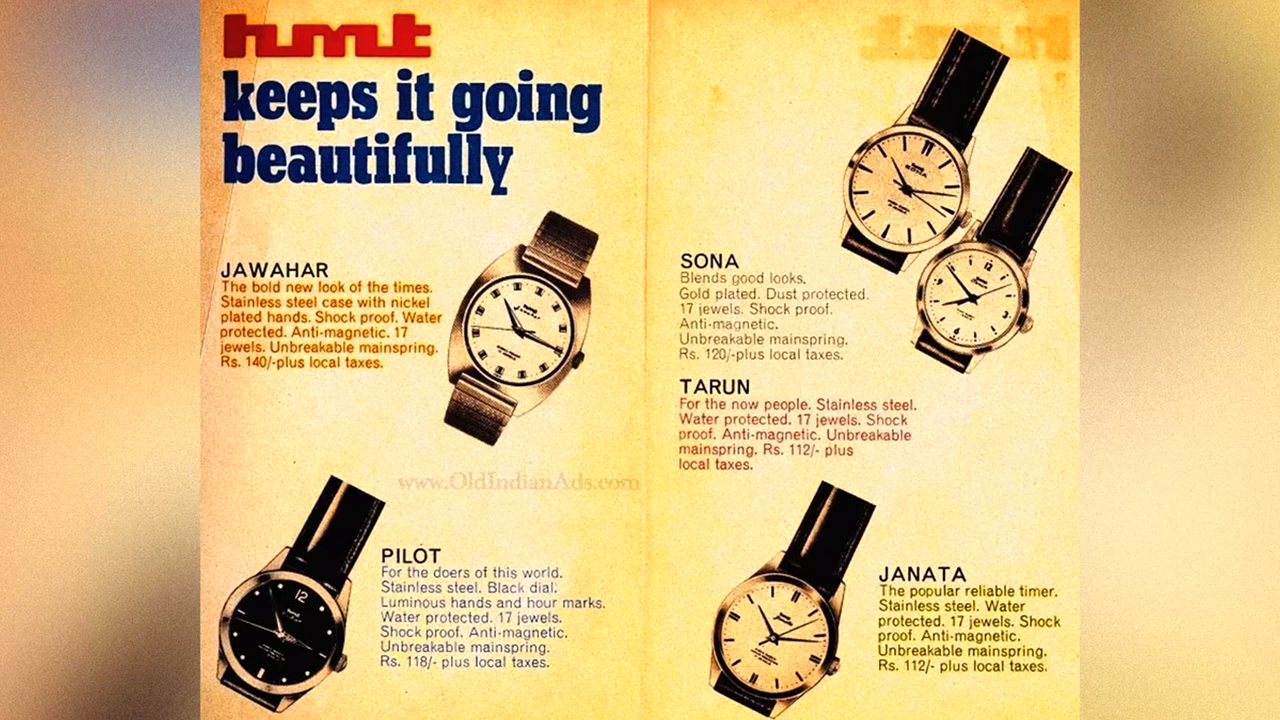 hmt
keeps it going
beautifully
JAWAHAR
The bold new look of the times.
Stainless steel case with nickel
plated hands. Shock proof. Water
protected. Anti-magnetic. 17
jewels. Unbreakable mainspring.
Rs. 140/-plus local taxes.
SONA
Blends good looks.
Gold plated. Dust protected.
17 jewels. Shock proof.
Anti-magnetic.
Unbreakable mainspring.
Rs. 120/-plus local taxes.
TARUN
For the now people. Stainless steel.
Water protected. 17 jewels. Shock
proof. Anti-magnetic. Unbreakable
mainspring. Rs. 112/- plus
local taxes.
www.OldIndianAds.com
PILOT
For the doers of this world.
Stainless steel. Black dial.
Luminous hands and hour marks.
Water protected. 17 jewels.
Shock proof. Anti-magnetic.
Unbreakable mainspring.
Rs. 118/- plus local taxes.
12
hmt
JANATA
The popular reliable timer.
Stainless steel. Water
protected. 17 jewels. Shock
proof. Anti-magnetic.
Unbreakable mainspring.
Rs. 112/- plus local taxes.